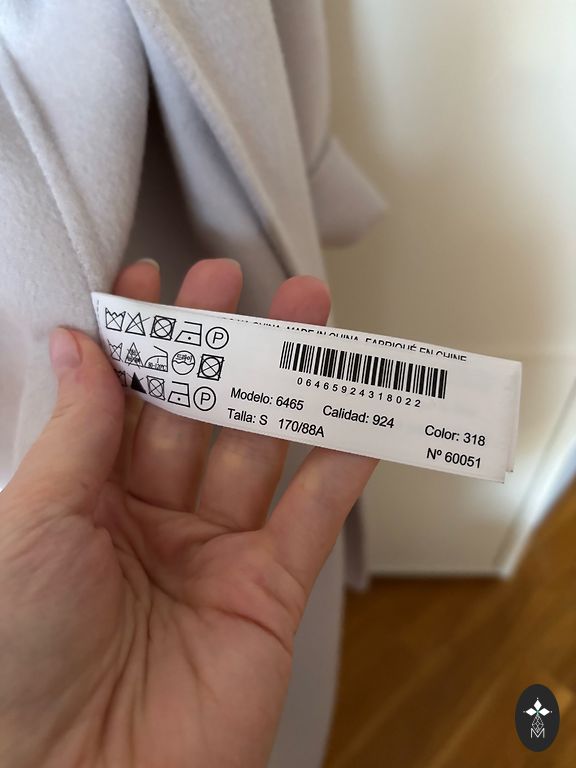 MADE IN CHINA. FABRIQUÉ EN CHINE
06465924318022
Modelo: 6465 Calidad: 924 Color: 318
Talla: S 170/88A Nº 60051
P
P
M